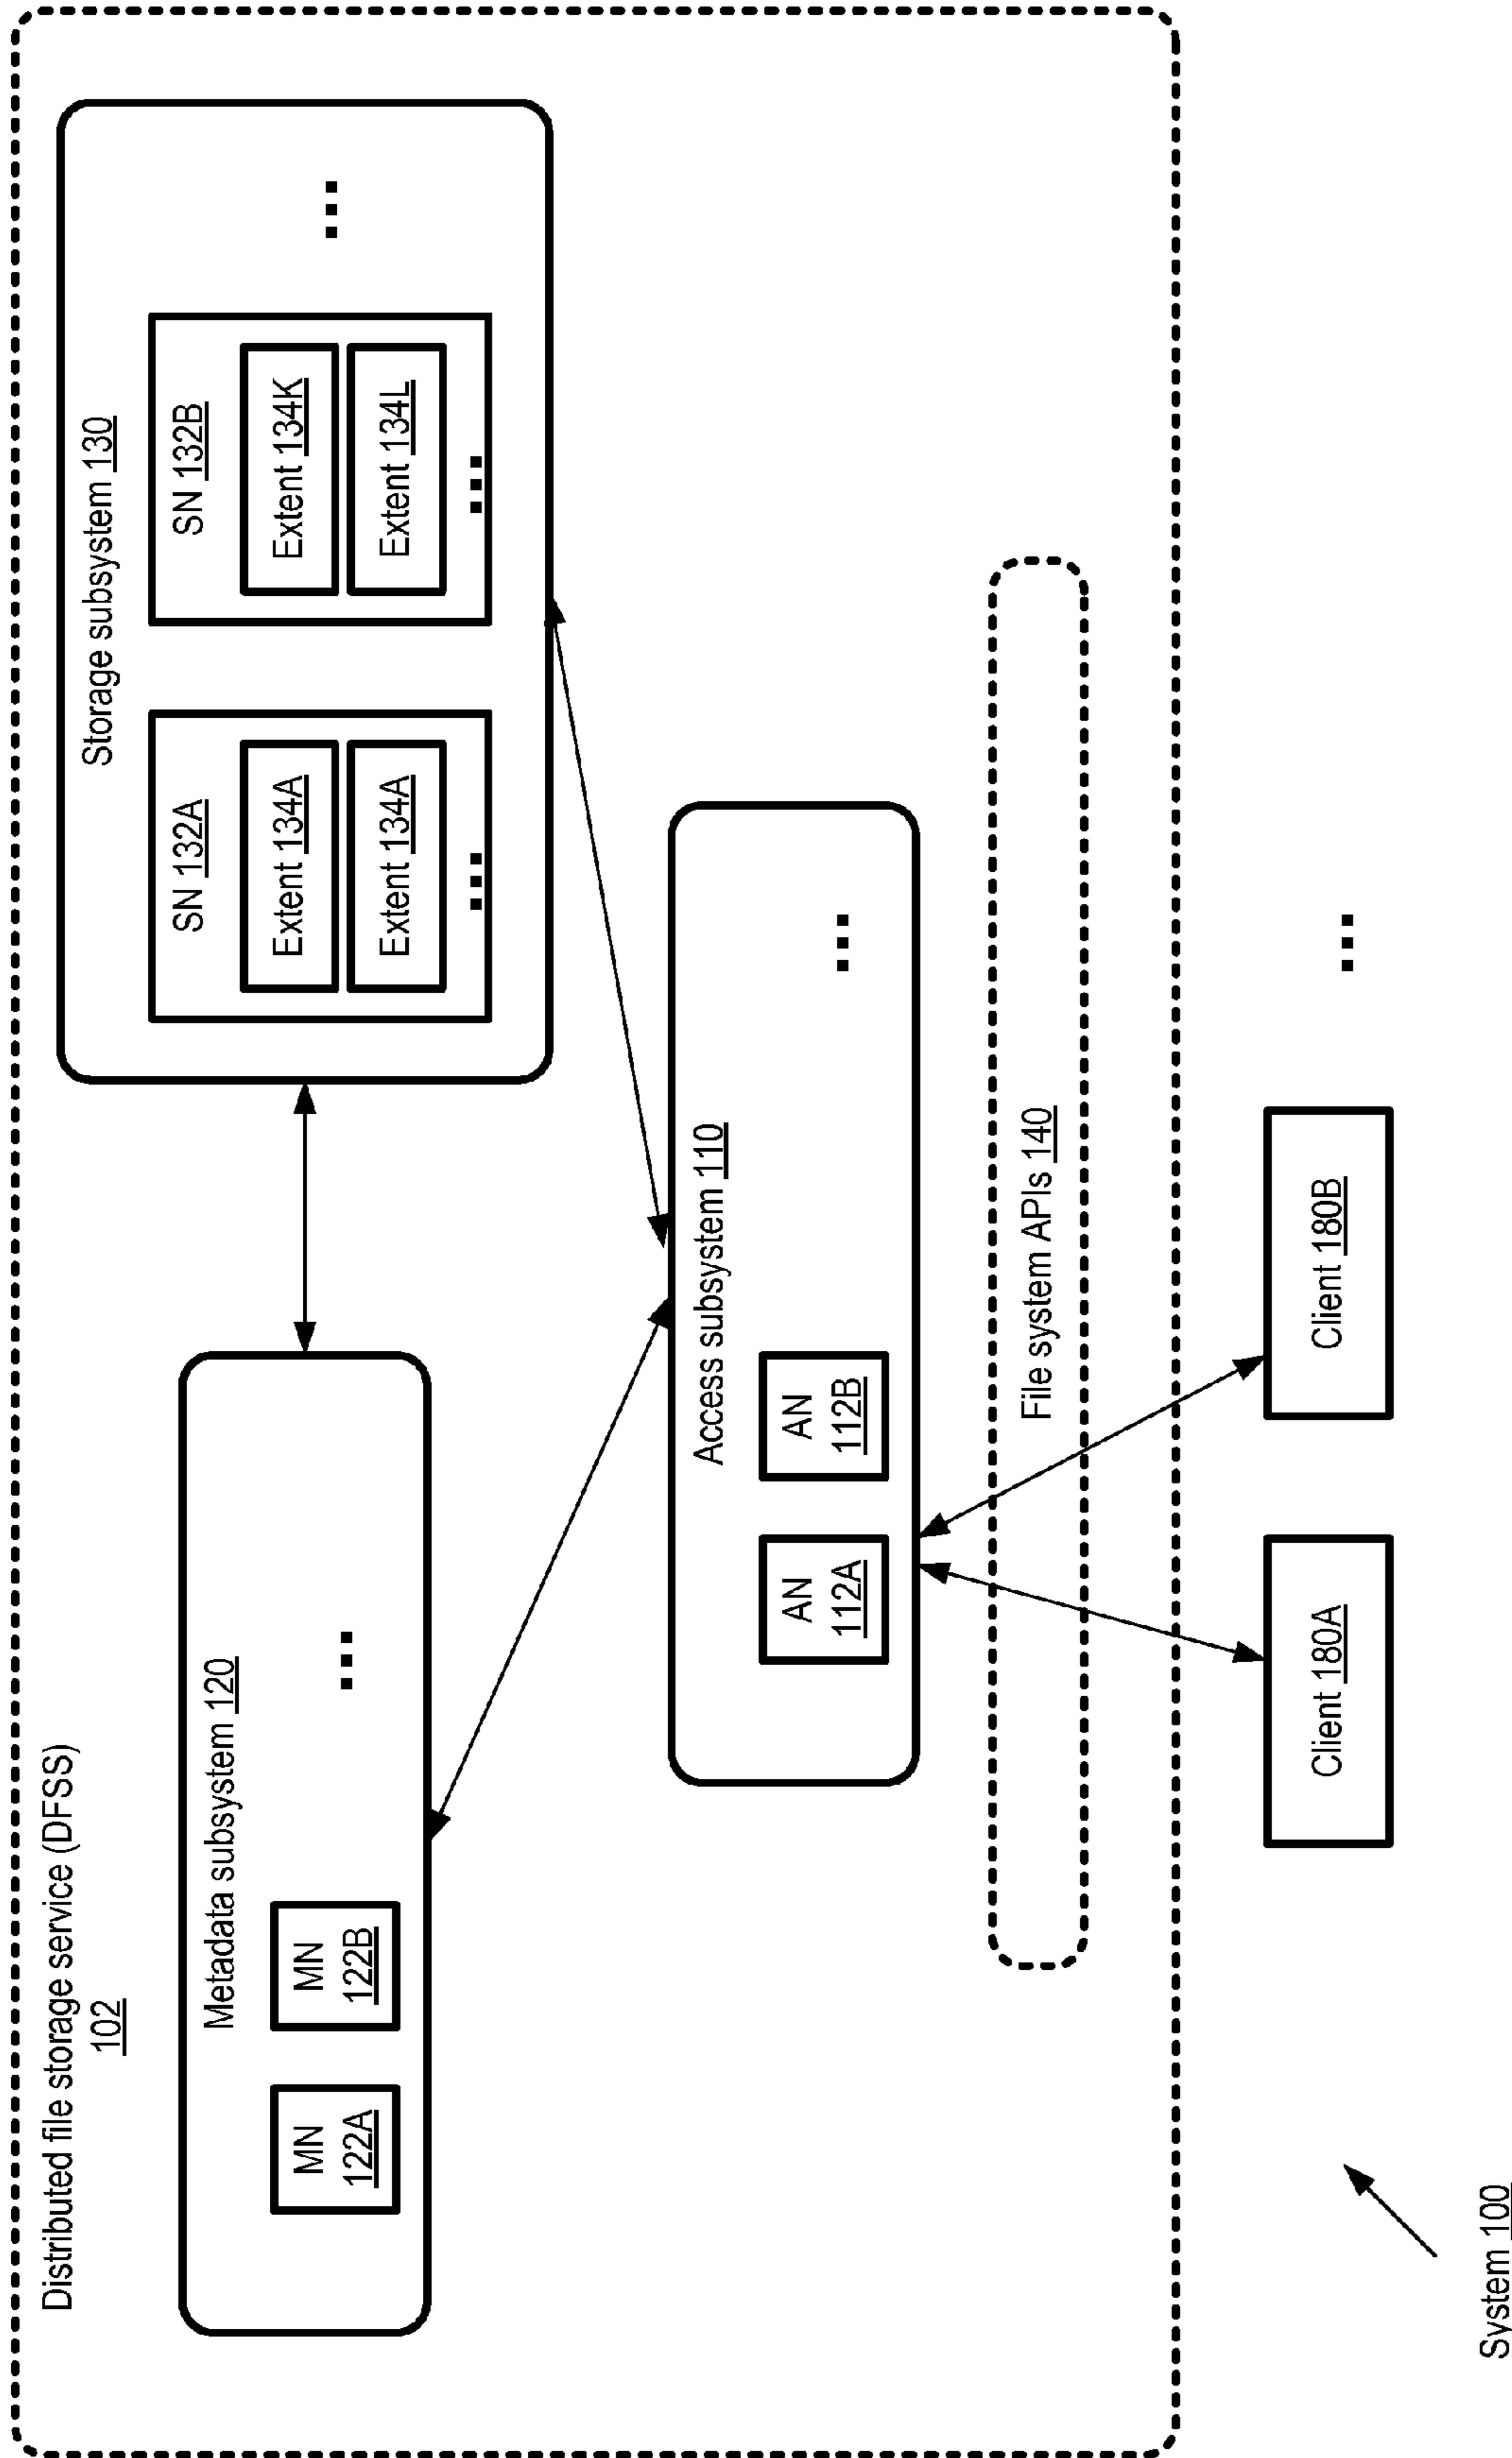 Distributed file storage service (DFSS)
102
Metadata subsystem 120
MN
122A
MN
122B
...
Storage subsystem 130
SN 132A
Extent 134A
Extent 134A
...
SN 132B
Extent 134K
Extent 134L
...
...
Access subsystem 110
AN
112A
AN
112B
...
File system APIs 140
Client 180A
Client 180B
...
System 100